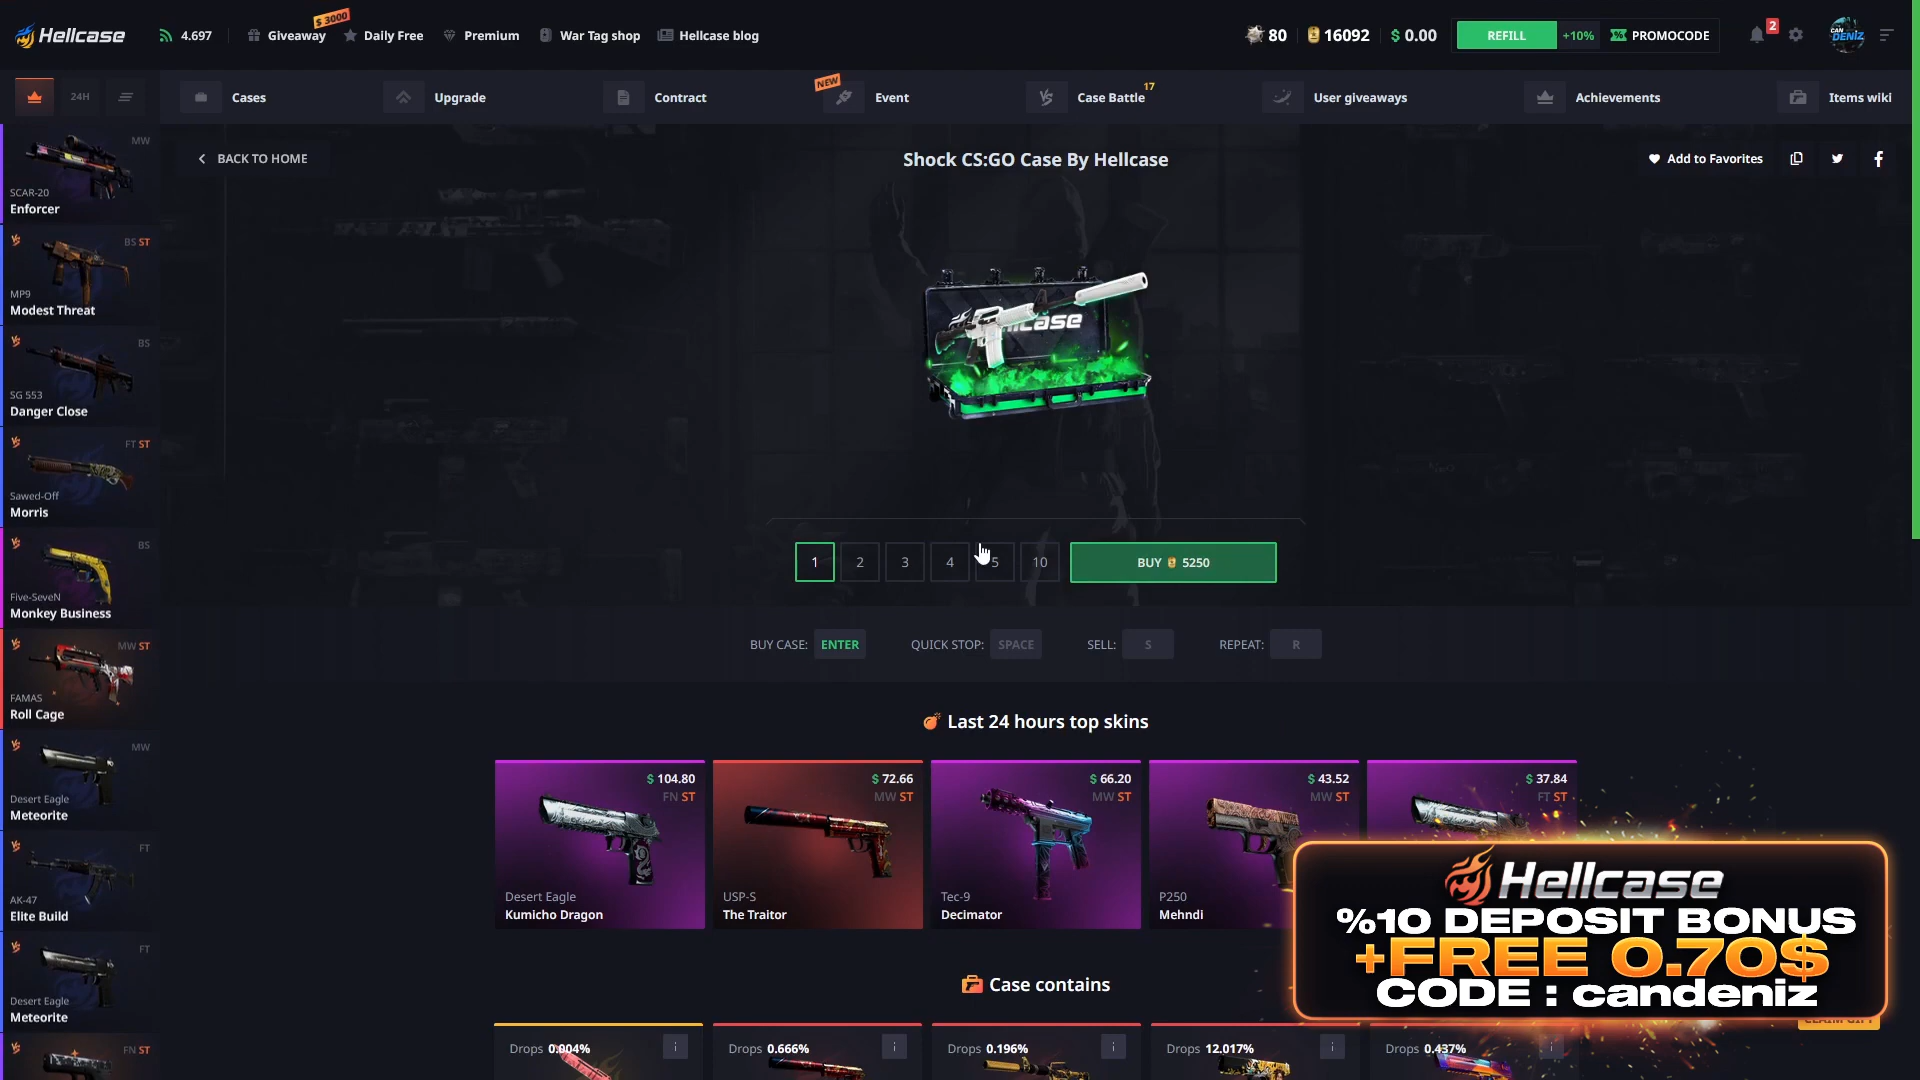 Hellcase
4.697
$ 3000
Giveaway
Daily Free
Premium
War Tag shop
Hellcase blog
80
16092
$ 0.00
REFILL
+10%
PROMOCODE
2
CAN DENIZ
24H
Cases
Upgrade
Contract
NEW
Event
Case Battle
17
User giveaways
Achievements
Items wiki
BACK TO HOME
Shock CS:GO Case By Hellcase
Add to Favorites
MW
SCAR-20
Enforcer
BS ST
MP9
Modest Threat
BS
SG 553
Danger Close
FT ST
Sawed-Off
Morris
BS
Five-SeveN
Monkey Business
MW ST
FAMAS
Roll Cage
MW
Desert Eagle
Meteorite
FT
AK-47
Elite Build
FT
Desert Eagle
Meteorite
FN ST
1
2
3
4
5
10
BUY 5250
BUY CASE: ENTER
QUICK STOP: SPACE
SELL: S
REPEAT: R
Last 24 hours top skins
$ 104.80
FN ST
Desert Eagle
Kumicho Dragon
$ 72.66
MW ST
USP-S
The Traitor
$ 66.20
MW ST
Tec-9
Decimator
$ 43.52
MW ST
P250
Mehndi
$ 37.84
FT ST
Hellcase
%10 DEPOSIT BONUS
+FREE 0.70$
CODE : candeniz
Case contains
Drops 0.004%
Drops 0.666%
Drops 0.196%
Drops 12.017%
Drops 0.437%